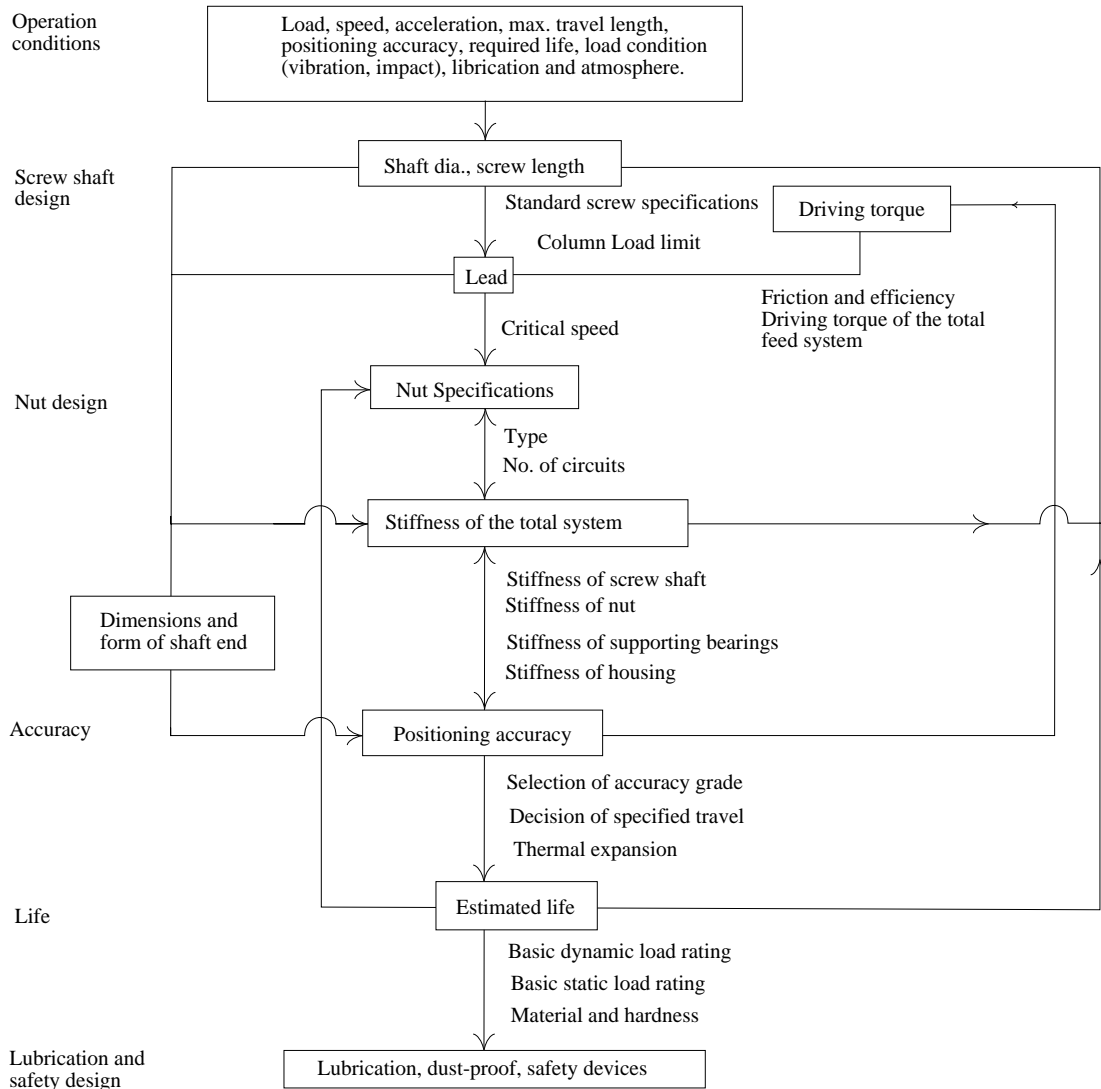 Operation
conditions
Load, speed, acceleration, max. travel length,
positioning accuracy, required life, load condition
(vibration, impact), librication and atmosphere.
Screw shaft
design
Shaft dia., screw length
Standard screw specifications
Driving torque
Column Load limit
Lead
Friction and efficiency
Driving torque of the total
feed system
Critical speed
Nut design
Nut Specifications
Type
No. of circuits
Stiffness of the total system
Stiffness of screw shaft
Stiffness of nut
Stiffness of supporting bearings
Stiffness of housing
Dimensions and
form of shaft end
Accuracy
Positioning accuracy
Selection of accuracy grade
Decision of specified travel
Thermal expansion
Life
Estimated life
Basic dynamic load rating
Basic static load rating
Material and hardness
Lubrication and
safety design
Lubrication, dust-proof, safety devices